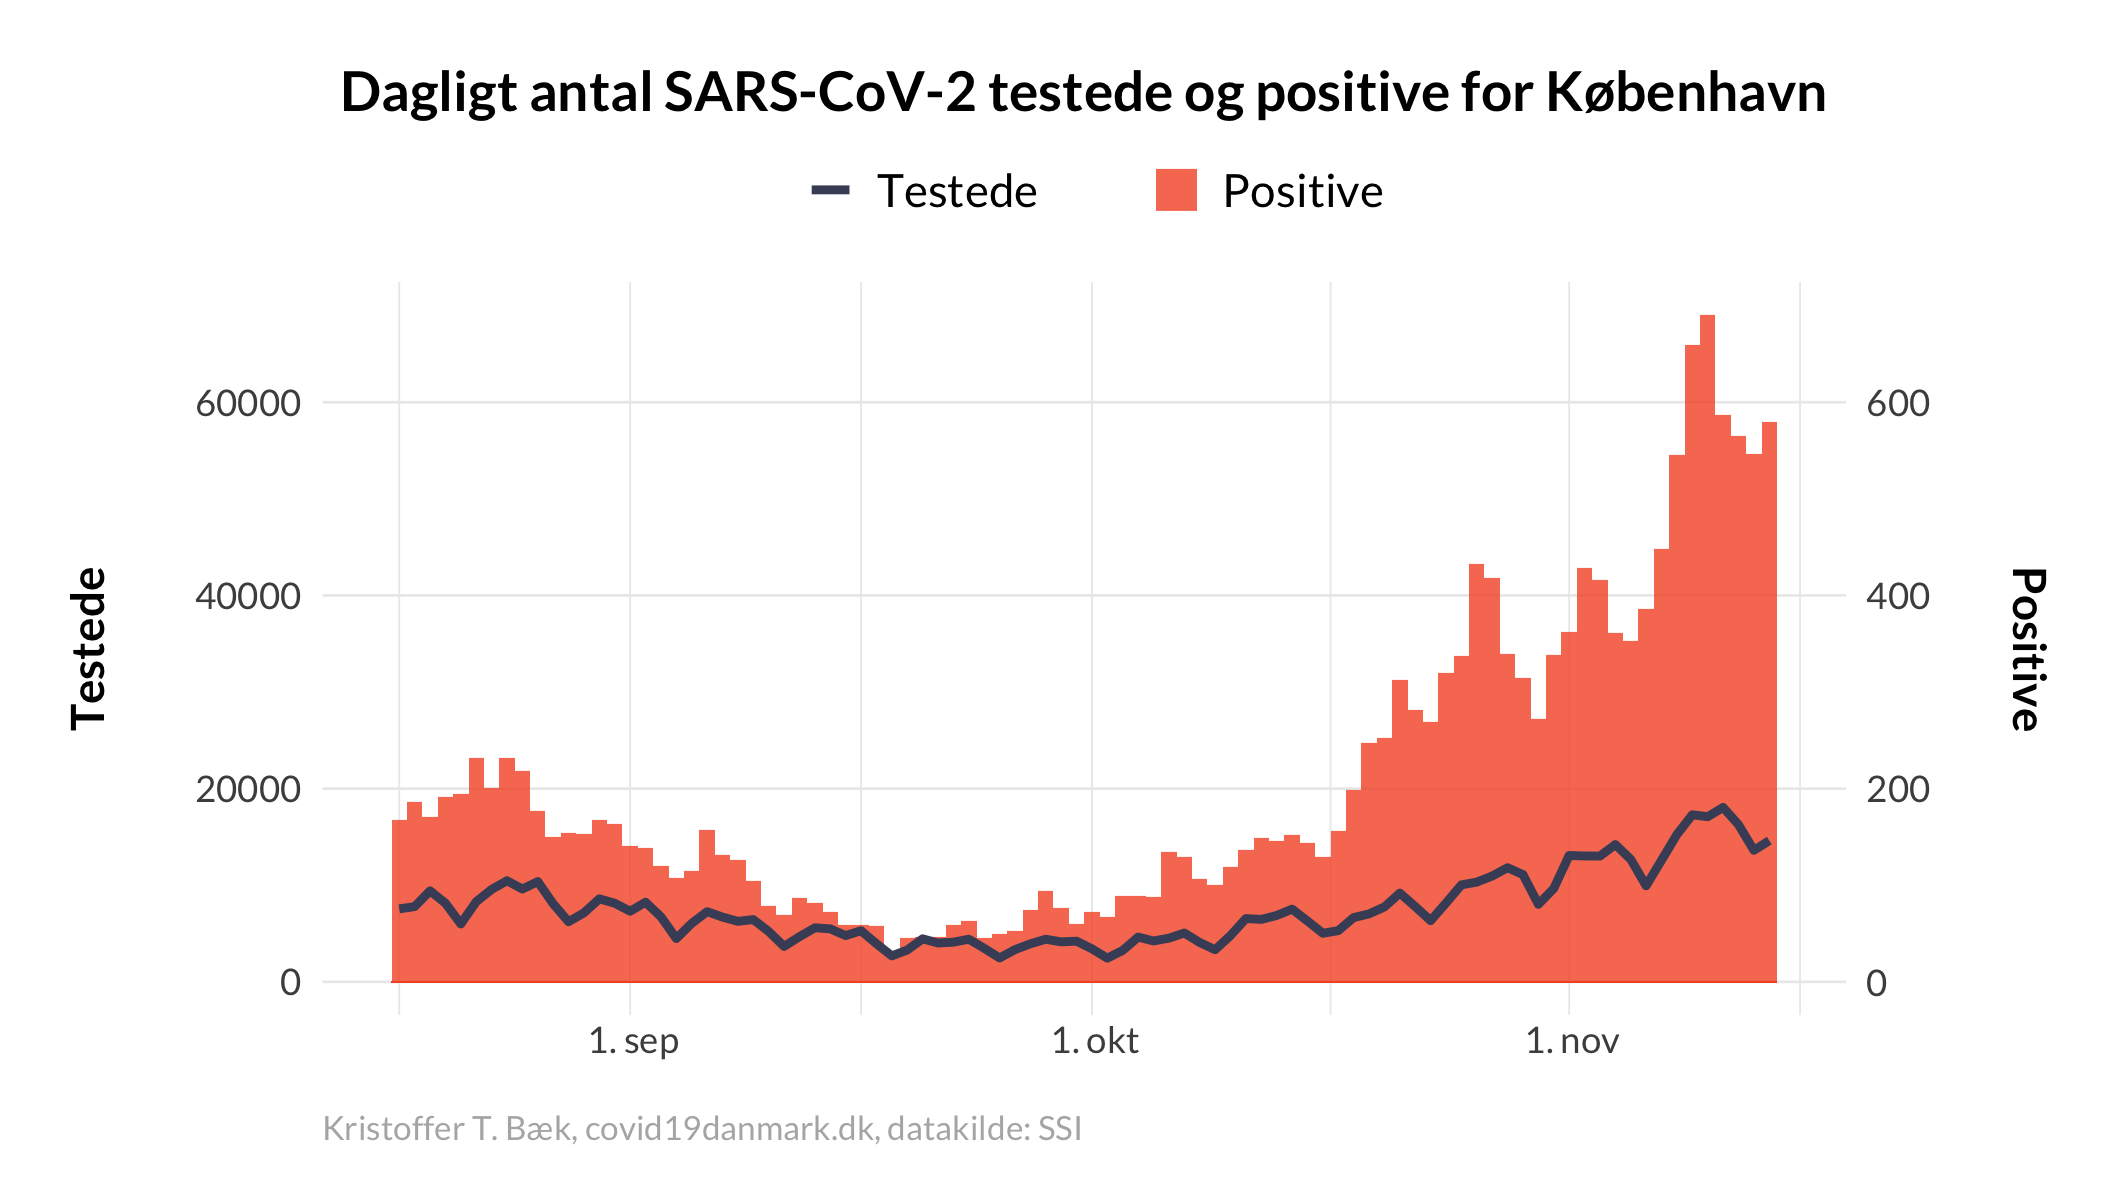 Dagligt antal SARS-CoV-2 testede og positive for København
Testede
Positive
60000
40000
20000
0
600
400
200
0
Testede
Positive
1. sep
1. okt
1. nov
Kristoffer T. Bæk, covid19danmark.dk, datakilde: SSI